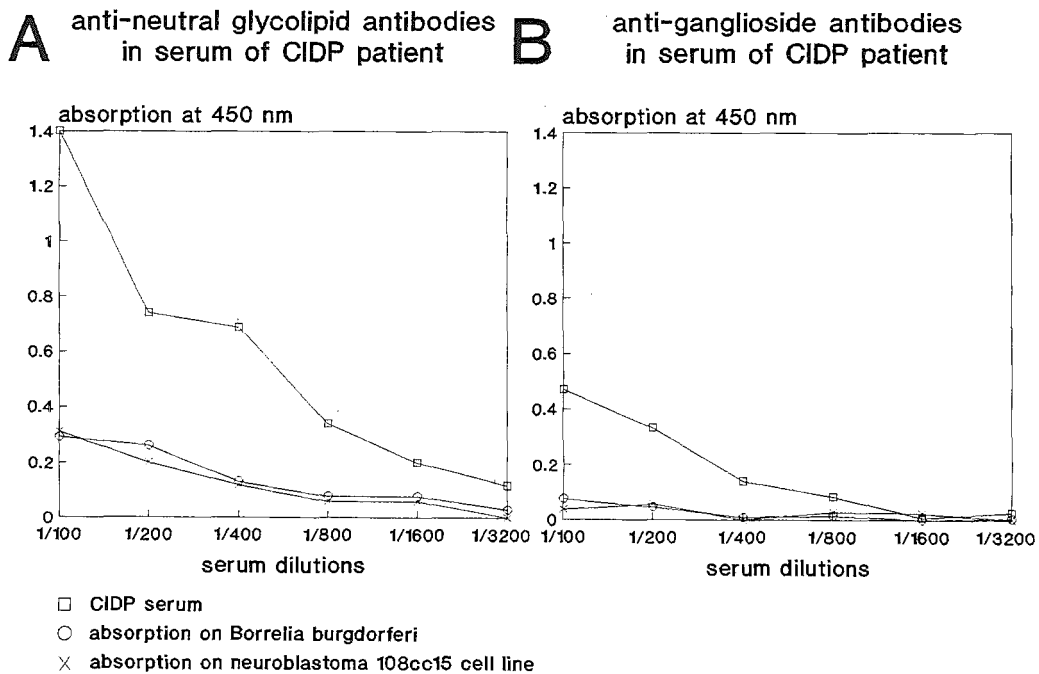 A
anti-neutral glycolipid antibodies
in serum of CIDP patient
absorption at 450 nm
1.4
1.2
1
0.8
0.6
0.4
0.2
0
1/100 1/200 1/400 1/800 1/1600 1/3200
serum dilutions
B
anti-ganglioside antibodies
in serum of CIDP patient
absorption at 450 nm
1.4
1.2
1
0.8
0.6
0.4
0.2
0
1/100 1/200 1/400 1/800 1/1600 1/3200
serum dilutions
CIDP serum
absorption on Borrelia burgdorferi
absorption on neuroblastoma 108cc15 cell line